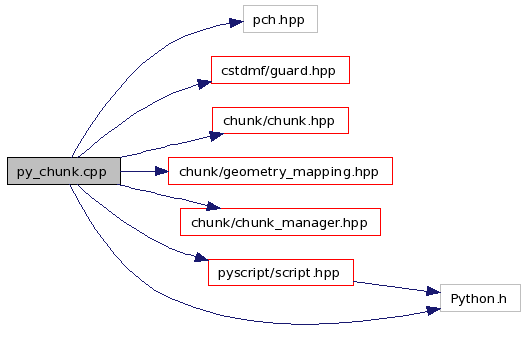 pch.hpp
cstdmf/guard.hpp
chunk/chunk.hpp
py_chunk.cpp
chunk/geometry_mapping.hpp
chunk/chunk_manager.hpp
pyscript/script.hpp
Python.h